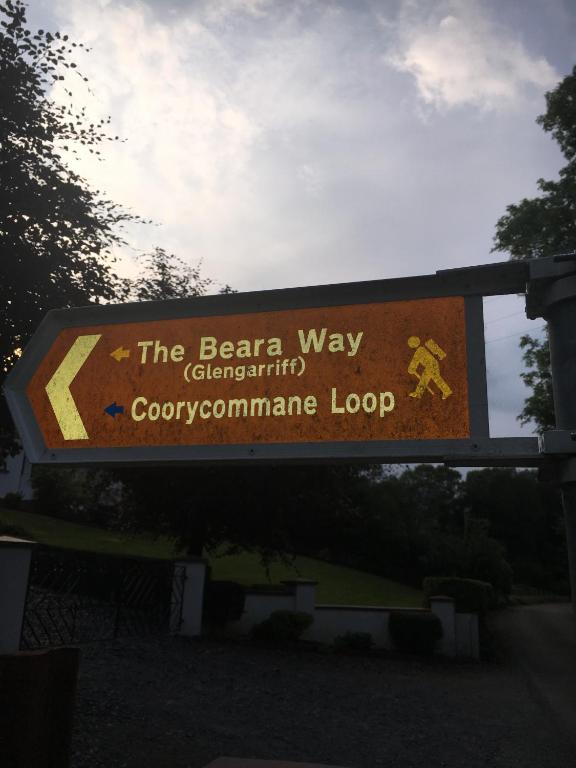 The Beara Way
(Glengarriff)
Coorycommane Loop